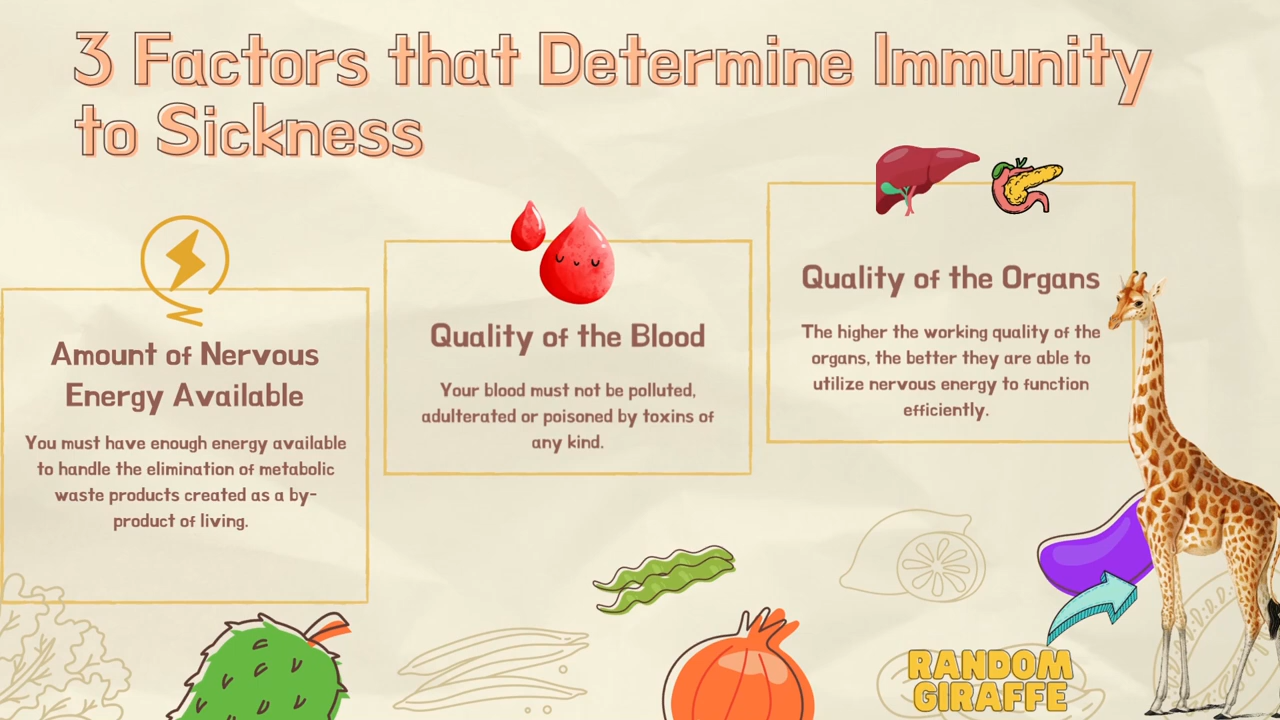 3 Factors that Determine Immunity
to Sickness
Amount of Nervous
Energy Available
You must have enough energy available
to handle the elimination of metabolic
waste products created as a by-
product of living.
Quality of the Blood
Your blood must not be polluted,
adulterated or poisoned by toxins of
any kind.
Quality of the Organs
The higher the working quality of the
organs, the better they are able to
utilize nervous energy to function
efficiently.
RANDOM
GIRAFFE